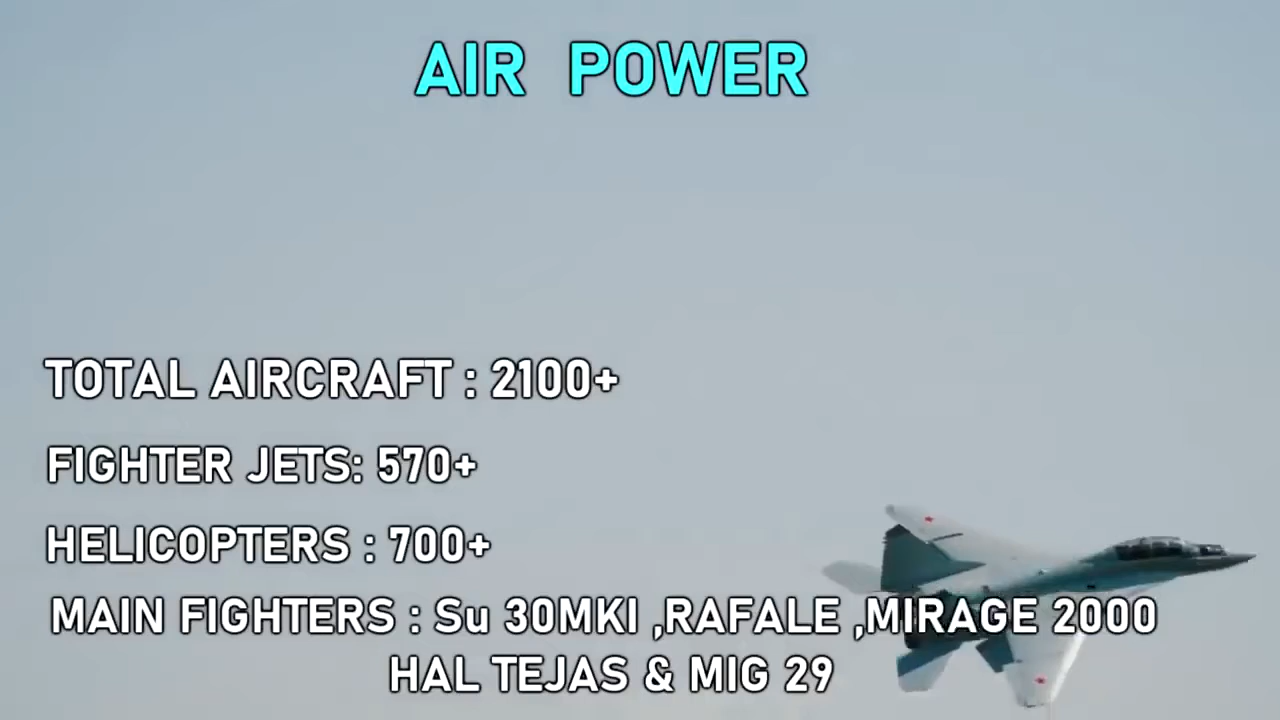 AIR POWER
TOTAL AIRCRAFT : 2100+
FIGHTER JETS: 570+
HELICOPTERS : 700+
MAIN FIGHTERS : Su 30MKI ,RAFALE ,MIRAGE 2000
HAL TEJAS & MIG 29